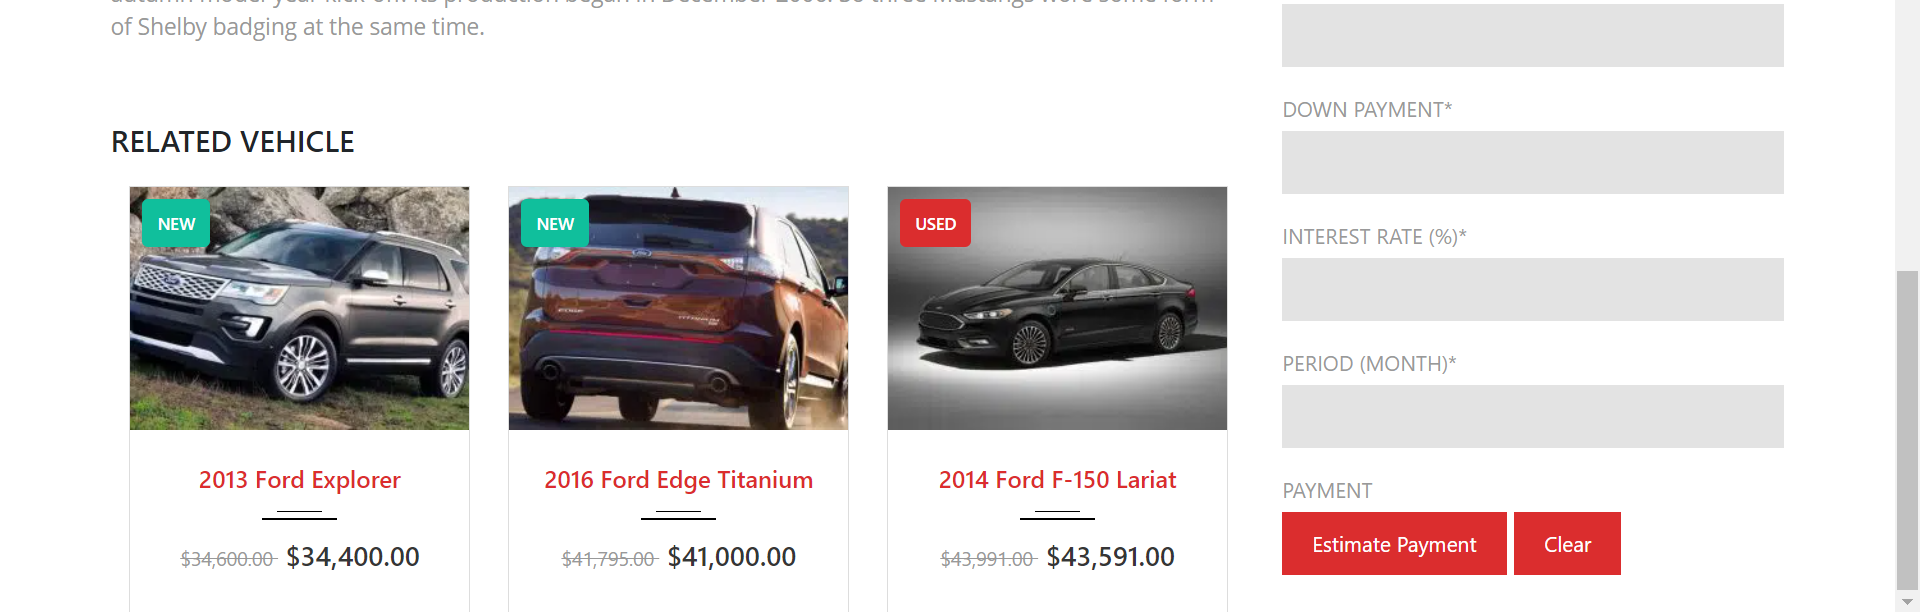 of Shelby badging at the same time.
RELATED VEHICLE
NEW
NEW
USED
EDGE
TITANIUM
2013 Ford Explorer
2016 Ford Edge Titanium
2014 Ford F-150 Lariat
$34,600.00 $34,400.00
$41,795.00 $41,000.00
$43,991.00 $43,591.00
DOWN PAYMENT*
INTEREST RATE (%)*
PERIOD (MONTH)*
PAYMENT
Estimate Payment
Clear